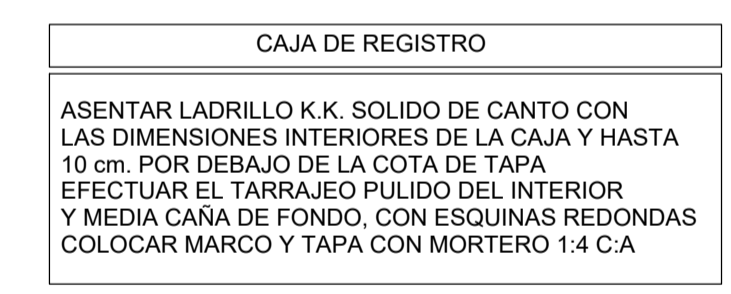 CAJA DE REGISTRO
ASENTAR LADRILLO K.K. SOLIDO DE CANTO CON
LAS DIMENSIONES INTERIORES DE LA CAJA Y HASTA
10 cm. POR DEBAJO DE LA COTA DE TAPA
EFECTUAR EL TARRAJEO PULIDO DEL INTERIOR
Y MEDIA CAÑA DE FONDO, CON ESQUINAS REDONDAS
COLOCAR MARCO Y TAPA CON MORTERO 1:4 C:A